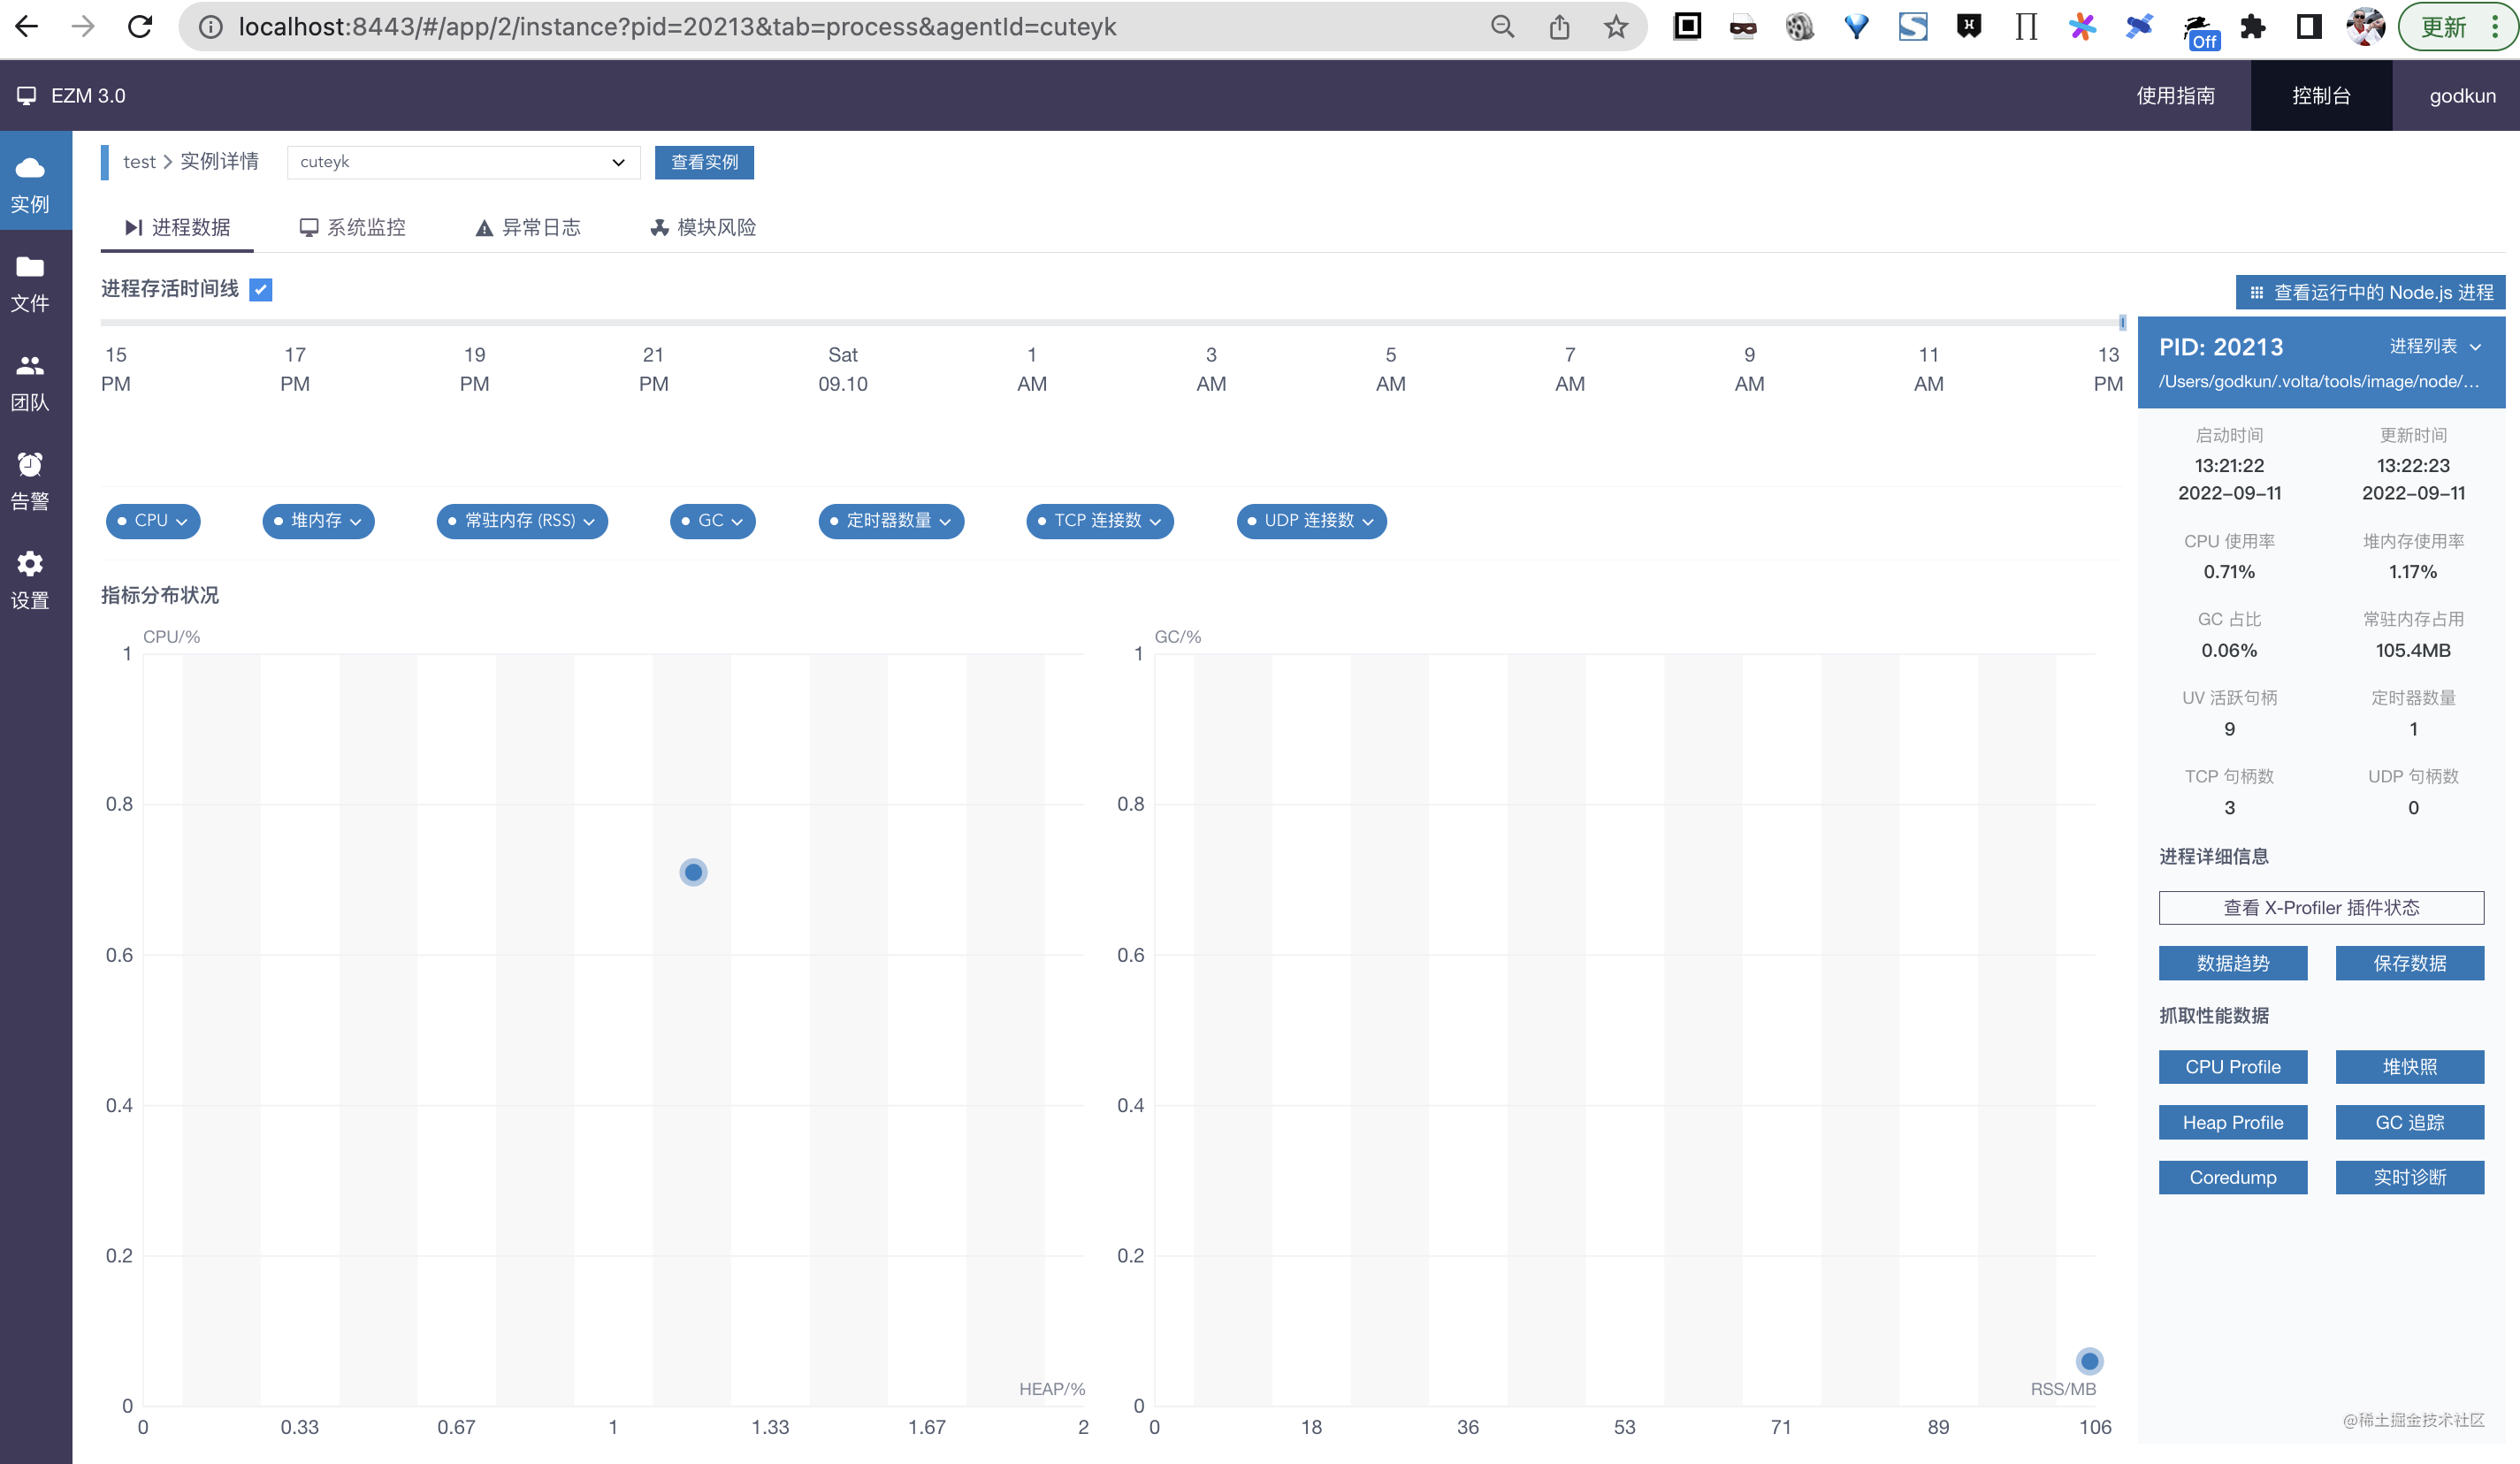 localhost:8443/#/app/2/instance?pid=20213&tab=process&agentId=cuteyk
Off
更新
EZM 3.0
使用指南
控制台
godkun
实例
文件
团队
告警
设置
test > 实例详情
cuteyk
查看实例
进程数据
系统监控
异常日志
模块风险
进程存活时间线
查看运行中的 Node.js 进程
15 PM
17 PM
19 PM
21 PM
Sat 09.10
1 AM
3 AM
5 AM
7 AM
9 AM
11 AM
13 PM
CPU
堆内存
常驻内存 (RSS)
GC
定时器数量
TCP 连接数
UDP 连接数
指标分布状况
CPU/%
1
0.8
0.6
0.4
0.2
0
HEAP/%
0 0.33 0.67 1 1.33 1.67 2
GC/%
1
0.8
0.6
0.4
0.2
0
RSS/MB
0 18 36 53 71 89 106
PID: 20213
进程列表
/Users/godkun/.volta/tools/image/node/...
启动时间
13:21:22
2022-09-11
更新时间
13:22:23
2022-09-11
CPU 使用率
0.71%
堆内存使用率
1.17%
GC 占比
0.06%
常驻内存占用
105.4MB
UV 活跃句柄
9
定时器数量
1
TCP 句柄数
3
UDP 句柄数
0
进程详细信息
查看 X-Profiler 插件状态
数据趋势
保存数据
抓取性能数据
CPU Profile
堆快照
Heap Profile
GC 追踪
Coredump
实时诊断
@稀土掘金技术社区